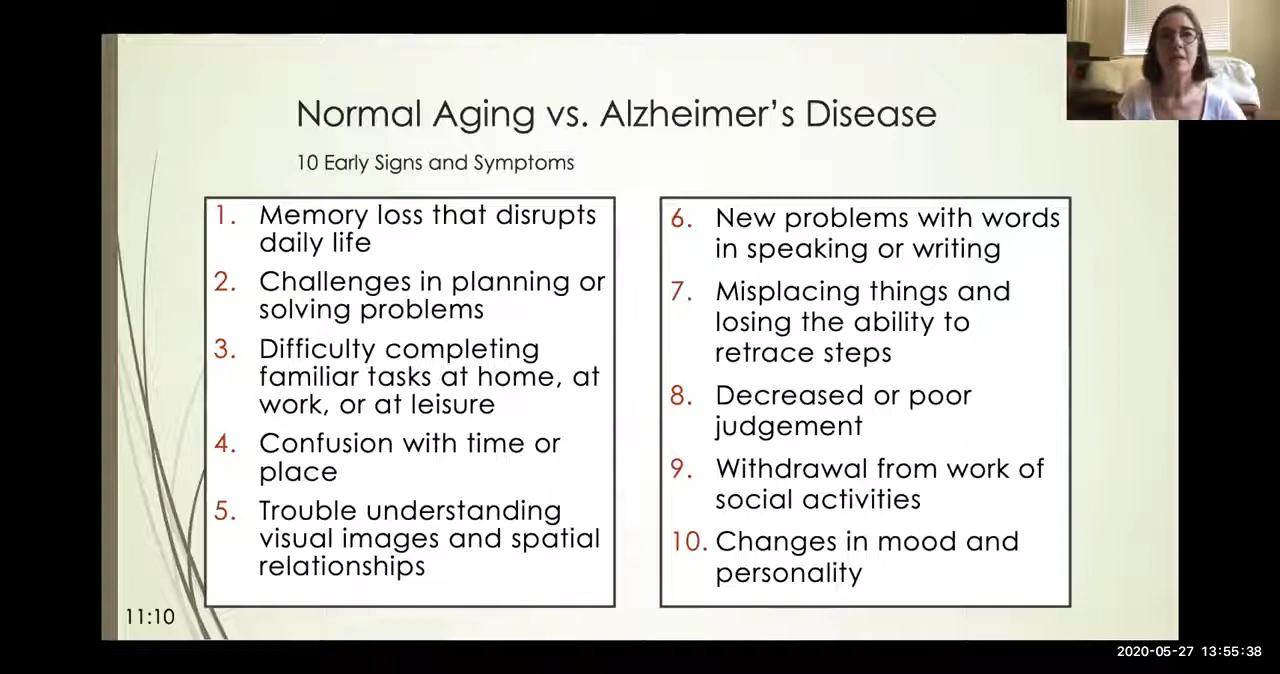 Normal Aging vs. Alzheimer's Disease
10 Early Signs and Symptoms
1. Memory loss that disrupts
daily life
2. Challenges in planning or
solving problems
3. Difficulty completing
familiar tasks at home, at
work, or at leisure
4. Confusion with time or
place
5. Trouble understanding
visual images and spatial
relationships
6. New problems with words
in speaking or writing
7. Misplacing things and
losing the ability to
retrace steps
8. Decreased or poor
judgement
9. Withdrawal from work of
social activities
10. Changes in mood and
personality
11:10
2020-05-27 13:55:38